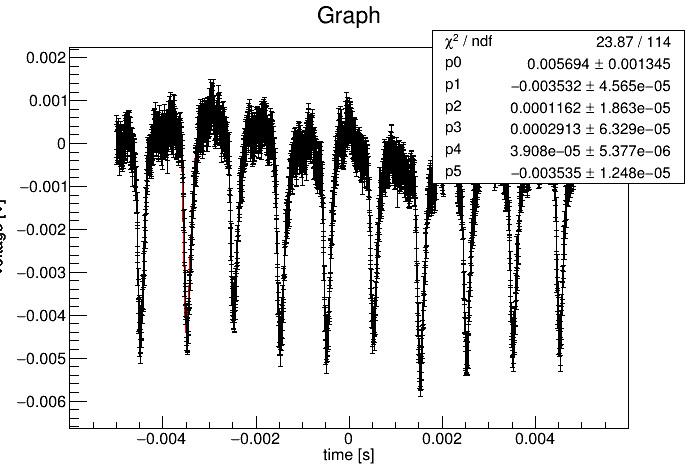 Graph
χ² / ndf 23.87 / 114
p0 0.005694 ± 0.001345
p1 −0.003532 ± 4.565e−05
p2 0.0001162 ± 1.863e−05
p3 0.0002913 ± 6.329e−05
p4 3.908e−05 ± 5.377e−06
p5 −0.003535 ± 1.248e−05
0.002
0.001
0
−0.001
−0.002
−0.003
−0.004
−0.005
−0.006
−0.004 −0.002 0 0.002 0.004
time [s]